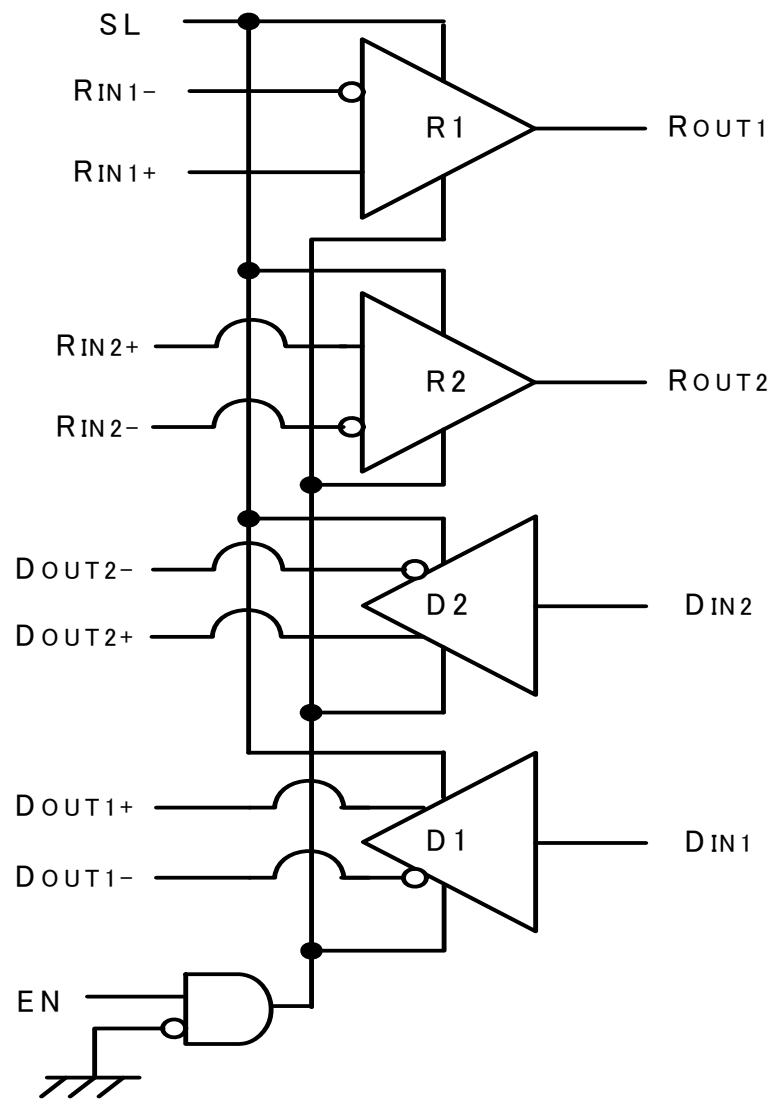 SL
RIN1-
R1
ROUT1
RIN1+
RIN2+
R2
ROUT2
RIN2-
DOUT2-
D2
DIN2
DOUT2+
DOUT1+
D1
DIN1
DOUT1-
EN